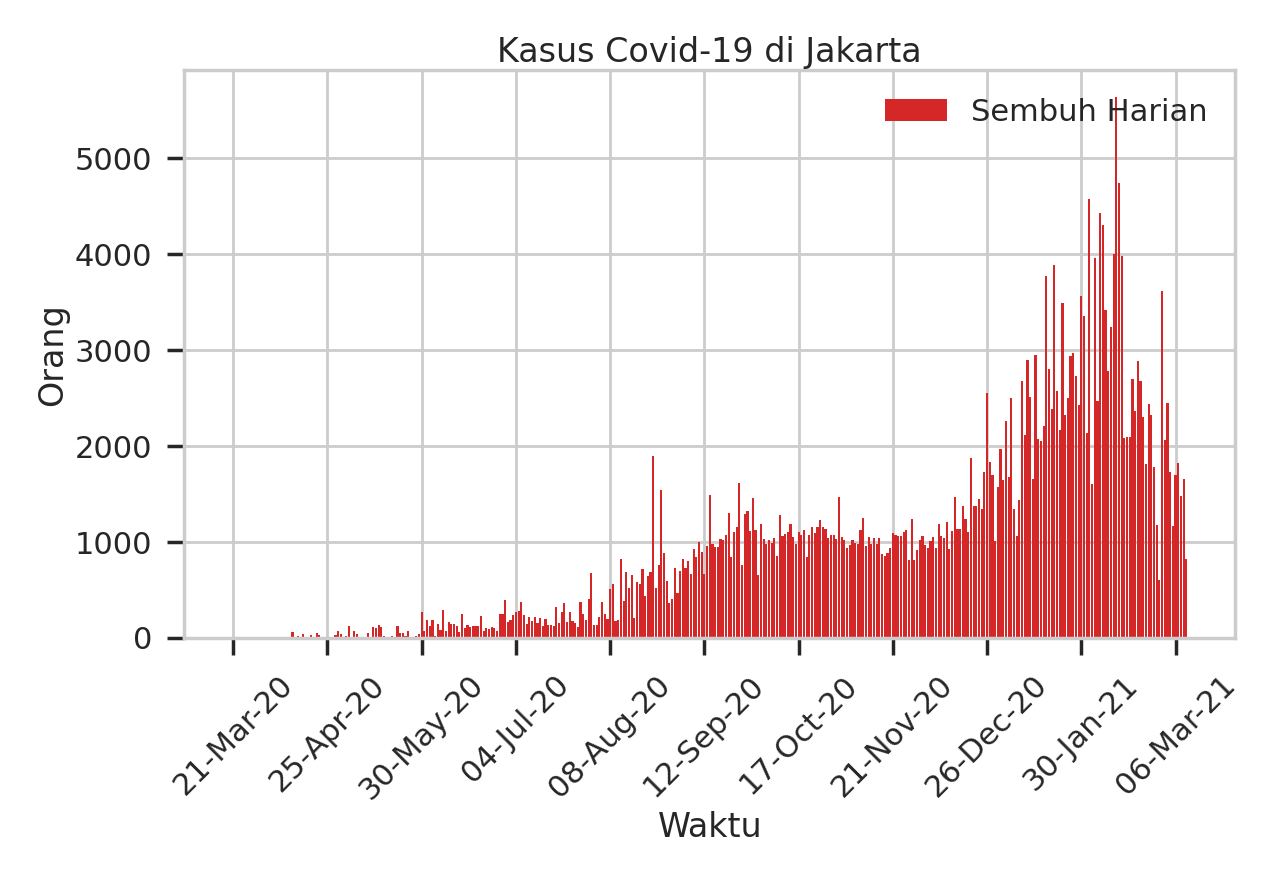 Kasus Covid-19 di Jakarta
Sembuh Harian
Orang
5000
4000
3000
2000
1000
0
21-Mar-20
25-Apr-20
30-May-20
04-Jul-20
08-Aug-20
12-Sep-20
17-Oct-20
21-Nov-20
26-Dec-20
30-Jan-21
06-Mar-21
Waktu